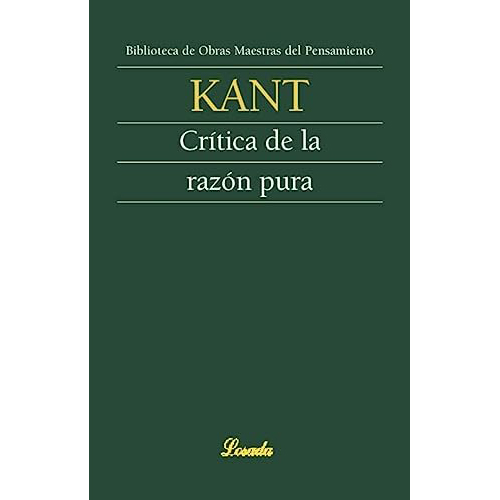 Biblioteca de Obras Maestras del Pensamiento
KANT
Crítica de la
razón pura
Losada